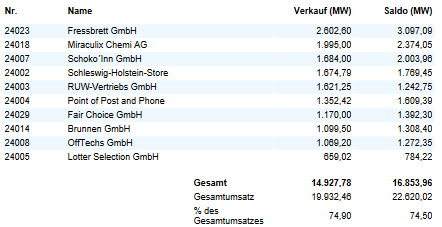 Nr. Name Verkauf (MW) Saldo (MW)
24023 Fressbrett GmbH 2.602,60 3.097,09
24018 Miraculix Chemi AG 1.995,00 2.374,05
24007 Schoko´Inn GmbH 1.684,00 2.003,96
24002 Schleswig-Holstein-Store 1.674,79 1.769,45
24003 RUW-Vertriebs GmbH 1.621,25 1.242,75
24004 Point of Post and Phone 1.352,42 1.609,39
24029 Fair Choice GmbH 1.170,00 1.392,30
24014 Brunnen GmbH 1.099,50 1.308,40
24008 OffTechs GmbH 1.069,20 1.272,35
24005 Lotter Selection GmbH 659,02 784,22
Gesamt 14.927,78 16.853,96
Gesamtumsatz 19.932,46 22.620,02
% des
Gesamtumsatzes 74,90 74,50